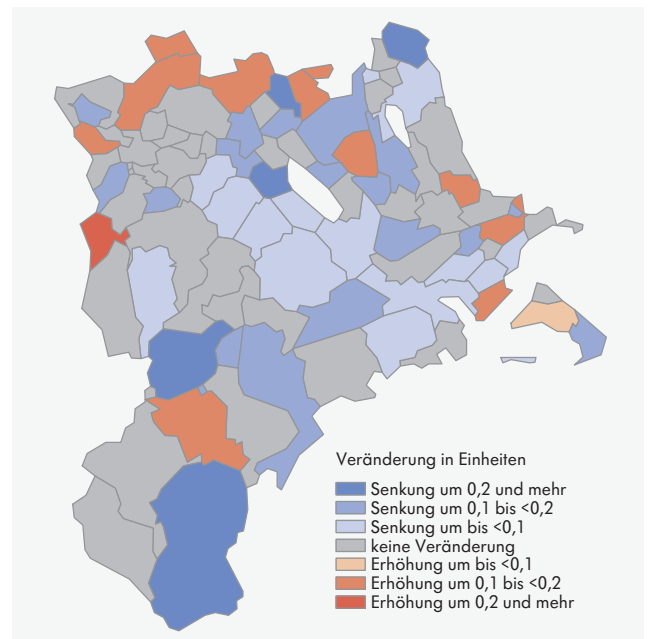 Veränderung in Einheiten
Senkung um 0,2 und mehr
Senkung um 0,1 bis <0,2
Senkung um bis <0,1
keine Veränderung
Erhöhung um bis <0,1
Erhöhung um 0,1 bis <0,2
Erhöhung um 0,2 und mehr